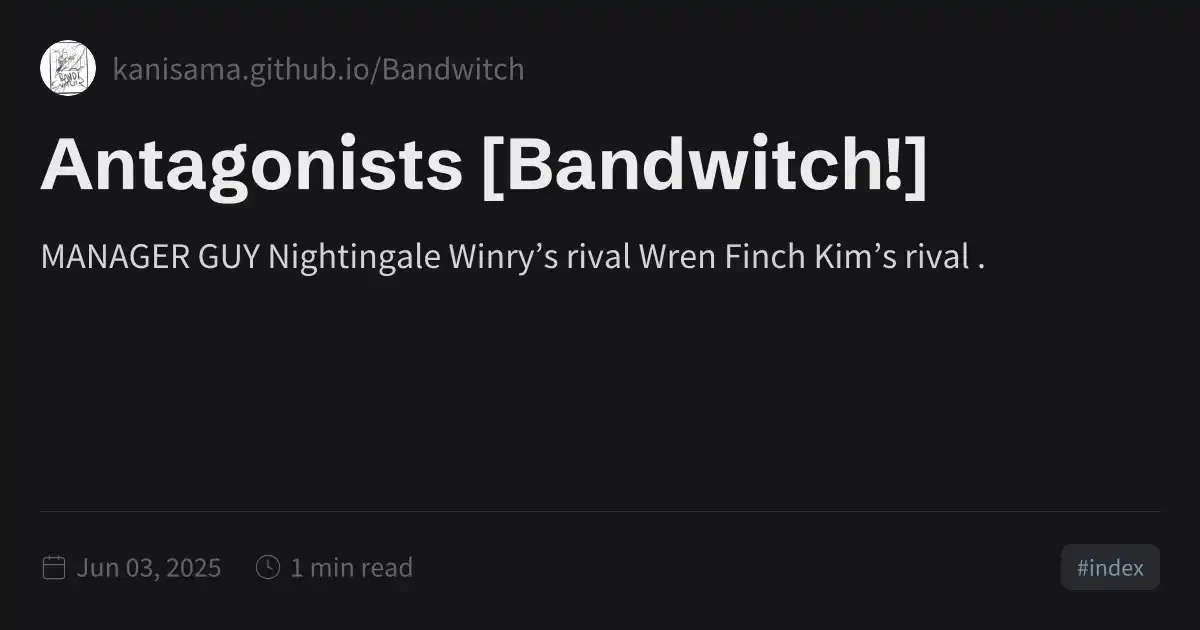 kanisama.github.io/Bandwitch
Antagonists [Bandwitch!]
MANAGER GUY Nightingale Winry’s rival Wren Finch Kim’s rival .
Jun 03, 2025
1 min read
#index